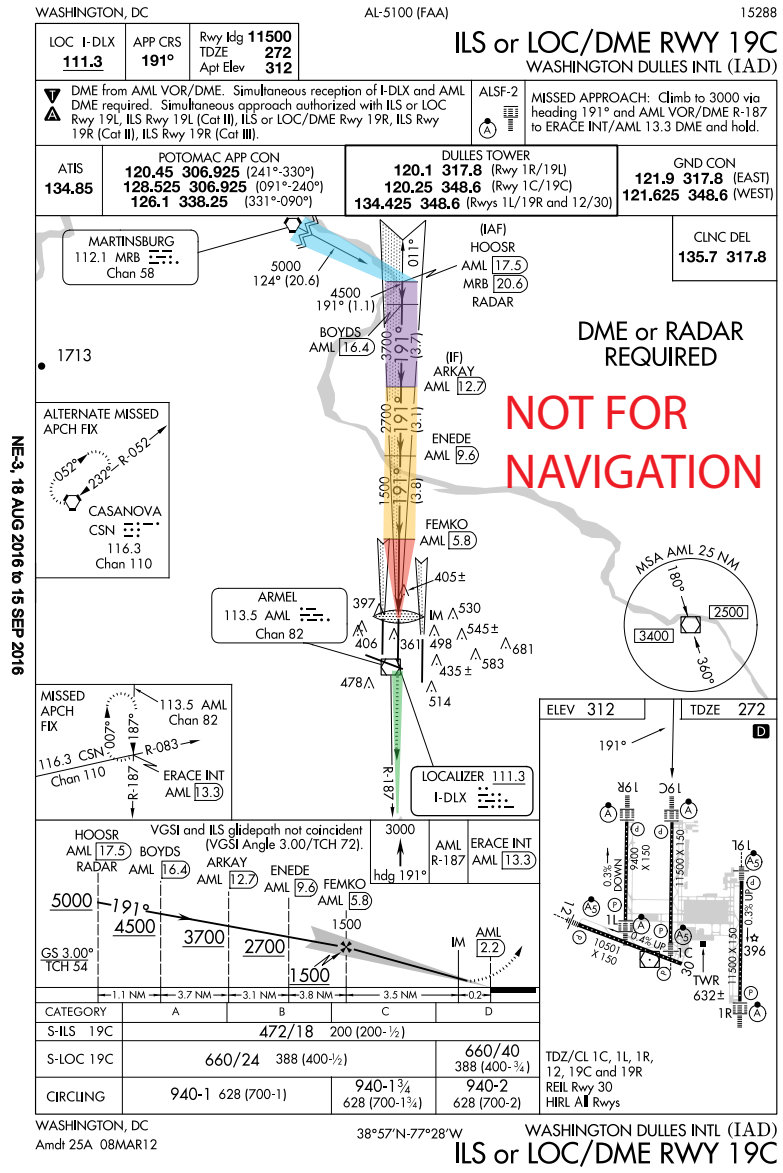 WASHINGTON, DC
AL-5100 (FAA)
15288
LOC I-DLX
111.3
APP CRS
191°
Rwy ldg 11500
TDZE 272
Apt Elev 312
ILS or LOC/DME RWY 19C
WASHINGTON DULLES INTL (IAD)
T
A
DME from AML VOR/DME. Simultaneous reception of I-DLX and AML
DME required. Simultaneous approach authorized with ILS or LOC
Rwy 19L, ILS Rwy 19L (Cat II), ILS or LOC/DME Rwy 19R, ILS Rwy
19R (Cat II), ILS Rwy 19R (Cat III).
ALSF-2
A
MISSED APPROACH: Climb to 3000 via
heading 191° and AML VOR/DME R-187
to ERACE INT/AML 13.3 DME and hold.
ATIS
134.85
POTOMAC APP CON
120.45 306.925 (241°-330°)
128.525 306.925 (091°-240°)
126.1 338.25 (331°-090°)
DULLES TOWER
120.1 317.8 (Rwy 1R/19L)
120.25 348.6 (Rwy 1C/19C)
134.425 348.6 (Rwys 1L/19R and 12/30)
GND CON
121.9 317.8 (EAST)
121.625 348.6 (WEST)
CLNC DEL
135.7 317.8
MARTINSBURG
112.1 MRB
Chan 58
5000
124° (20.6)
011°
(IAF)
HOOSR
AML 17.5
MRB 20.6
RADAR
4500
191° (1.1)
BOYDS
AML 16.4
3700
191°
(3.7)
(IF)
ARKAY
AML 12.7
DME or RADAR
REQUIRED
1713
NOT FOR
NAVIGATION
2700
191°
(3.1)
ENEDE
AML 9.6
1500
191°
(3.8)
FEMKO
AML 5.8
ALTERNATE MISSED
APCH FIX
052°
232°
R-052
CASANOVA
CSN
116.3
Chan 110
NE-3, 18 AUG 2016 to 15 SEP 2016
ARMEL
113.5 AML
Chan 82
405±
397
IM
530
406
361
498
545±
681
435±
583
478
514
MSA AML 25 NM
180°
2500
3400
360°
MISSED
APCH
FIX
113.5 AML
Chan 82
007°
187°
116.3 CSN
Chan 110
R-083
R-187
ERACE INT
AML 13.3
LOCALIZER 111.3
I-DLX
R-187
ELEV 312
TDZE 272
D
191°
19R
19C
19L
A
A
P
P
A5
P
9400
X 150
11500 X 150
0.3%
DOWN
0.3% UP
A5
P
1L
A
P
A5
12
P
10501
X 150
0.4% UP
1C
30
P
TWR
632±
396
11500 X 150
1R
A
TDZ/CL 1C, 1L, 1R,
12, 19C and 19R
REIL Rwy 30
HIRL All Rwys
VGSI and ILS glidepath not coincident
(VGSI Angle 3.00/TCH 72).
3000
hdg 191°
AML
R-187
ERACE INT
AML 13.3
HOOSR
AML 17.5
RADAR
BOYDS
AML 16.4
ARKAY
AML 12.7
ENEDE
AML 9.6
FEMKO
AML 5.8
1500
5000
191°
4500
3700
2700
1500
IM
AML
2.2
GS 3.00°
TCH 54
1.1 NM
3.7 NM
3.1 NM
3.8 NM
3.5 NM
0.2
CATEGORY A B C D
S-ILS 19C 472/18 200 (200-½)
S-LOC 19C 660/24 388 (400-½) 660/40 388 (400-¾)
CIRCLING 940-1 628 (700-1) 940-1¾ 628 (700-1¾) 940-2 628 (700-2)
WASHINGTON, DC
Amdt 25A 08MAR12
38°57'N-77°28'W
WASHINGTON DULLES INTL (IAD)
ILS or LOC/DME RWY 19C